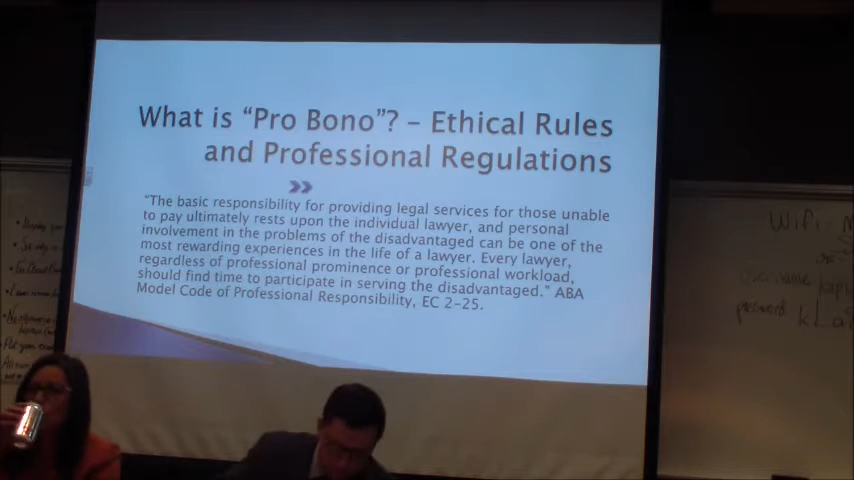 What is “Pro Bono”? – Ethical Rules
and Professional Regulations
“The basic responsibility for providing legal services for those unable
to pay ultimately rests upon the individual lawyer, and personal
involvement in the problems of the disadvantaged can be one of the
most rewarding experiences in the life of a lawyer. Every lawyer,
regardless of professional prominence or professional workload,
should find time to participate in serving the disadvantaged.” ABA
Model Code of Professional Responsibility, EC 2-25.
Wifi
username
password